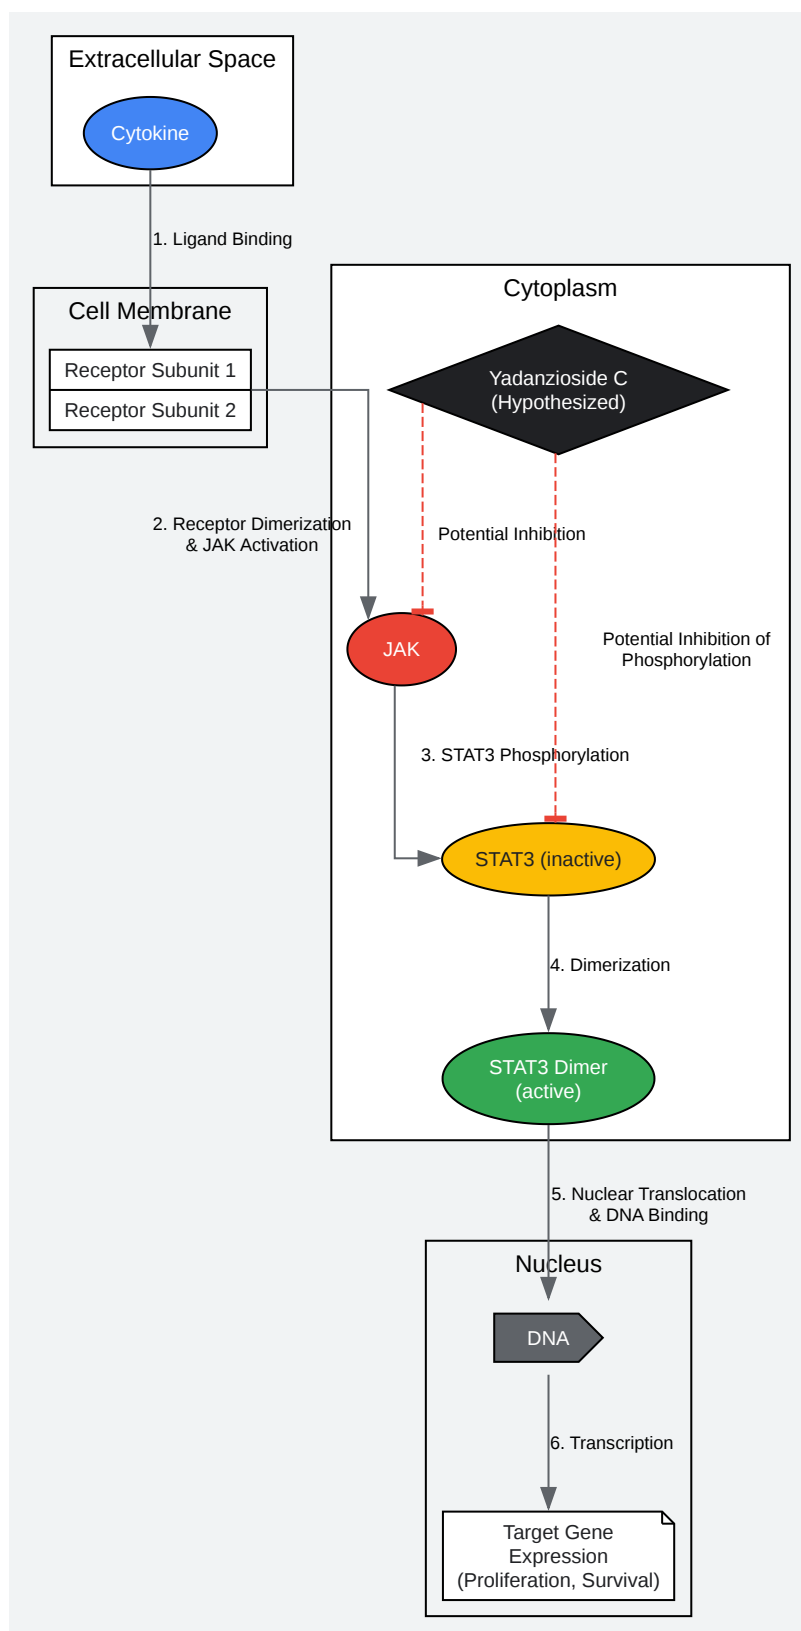 Extracellular Space
Cytokine
1. Ligand Binding
Cell Membrane
Receptor Subunit 1
Receptor Subunit 2
Cytoplasm
Yadanzioside C
(Hypothesized)
2. Receptor Dimerization
& JAK Activation
Potential Inhibition
JAK
Potential Inhibition of
Phosphorylation
3. STAT3 Phosphorylation
STAT3 (inactive)
4. Dimerization
STAT3 Dimer
(active)
5. Nuclear Translocation
& DNA Binding
Nucleus
DNA
6. Transcription
Target Gene
Expression
(Proliferation, Survival)